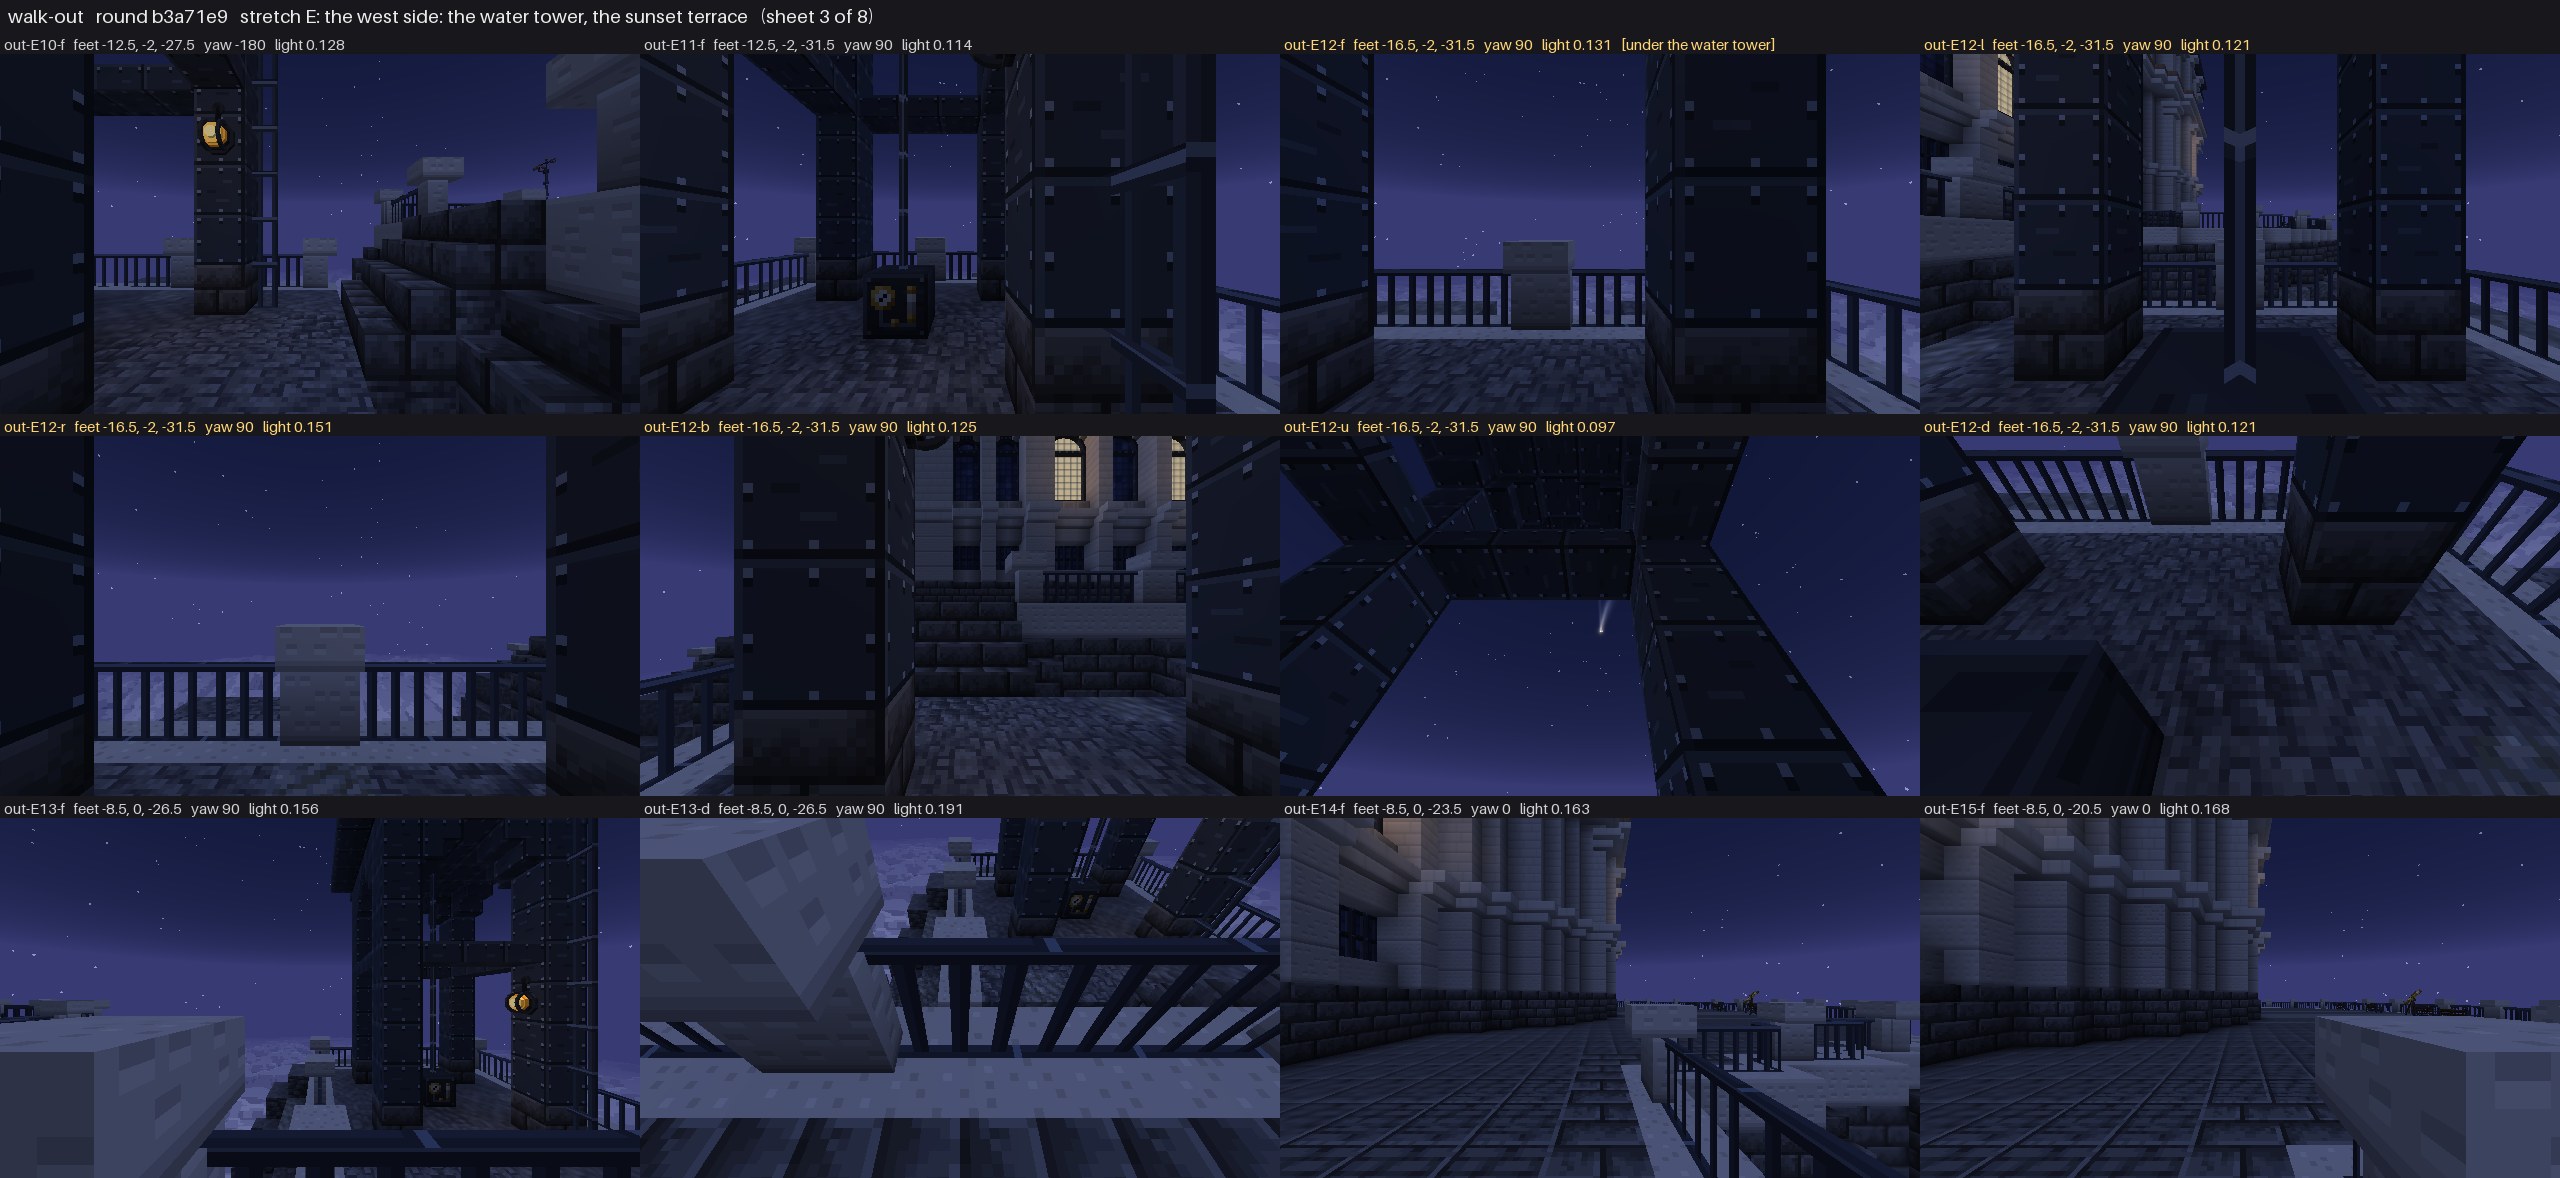 walk-out round b3a71e9 stretch E: the west side: the water tower, the sunset terrace (sheet 3 of 8)
out-E10-f feet -12.5, -2, -27.5 yaw -180 light 0.128
out-E11-f feet -12.5, -2, -31.5 yaw 90 light 0.114
out-E12-f feet -16.5, -2, -31.5 yaw 90 light 0.131 [under the water tower]
out-E12-l feet -16.5, -2, -31.5 yaw 90 light 0.121
out-E12-r feet -16.5, -2, -31.5 yaw 90 light 0.151
out-E12-b feet -16.5, -2, -31.5 yaw 90 light 0.125
out-E12-u feet -16.5, -2, -31.5 yaw 90 light 0.097
out-E12-d feet -16.5, -2, -31.5 yaw 90 light 0.121
out-E13-f feet -8.5, 0, -26.5 yaw 90 light 0.156
out-E13-d feet -8.5, 0, -26.5 yaw 90 light 0.191
out-E14-f feet -8.5, 0, -23.5 yaw 0 light 0.163
out-E15-f feet -8.5, 0, -20.5 yaw 0 light 0.168